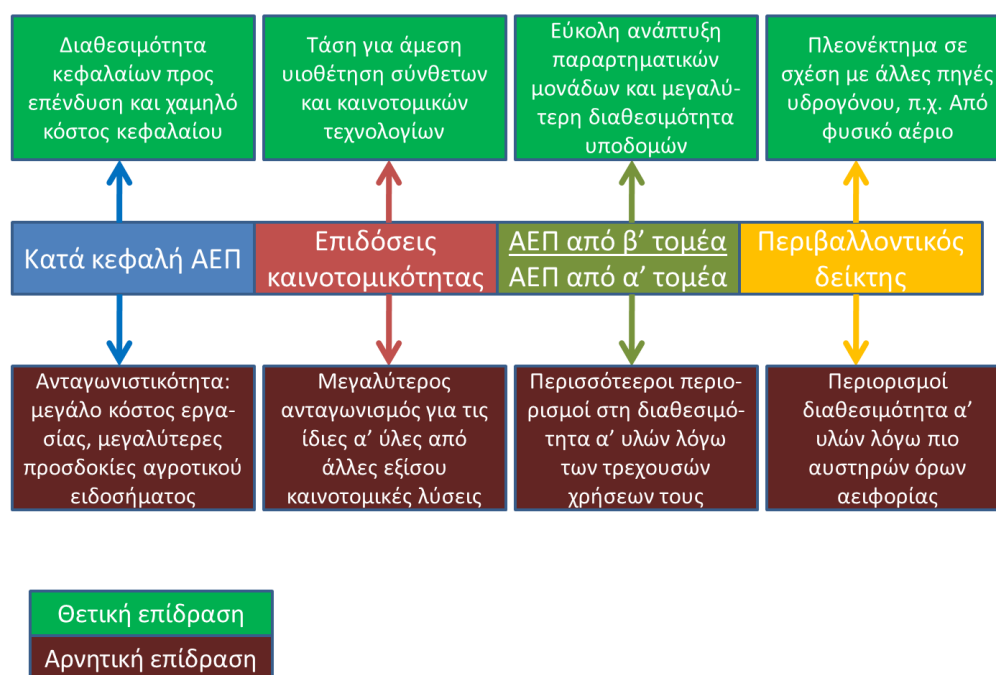 Διαθεσιμότητα
κεφαλαίων προς
επένδυση και χαμηλό
κόστος κεφαλαίου
Τάση για άμεση
υιοθέτηση σύνθετων
και καινοτομικών
τεχνολογίων
Εύκολη ανάπτυξη
παραρτηματικών
μονάδων και μεγαλύ-
τερη διαθεσιμότητα
υποδομών
Πλεονέκτημα σε
σχέση με άλλες πηγές
υδρογόνου, π.χ. Από
φυσικό αέριο
Κατά κεφαλή ΑΕΠ
Επιδόσεις
καινοτομικότητας
ΑΕΠ από β’ τομέα
ΑΕΠ από α’ τομέα
Περιβαλλοντικός
δείκτης
Ανταγωνιστικότητα:
μεγάλο κόστος εργα-
σίας, μεγαλύτερες
προσδοκίες αγροτικού
ειδοσήματος
Μεγαλύτερος
ανταγωνισμός για τις
ίδιες α’ ύλες από
άλλες εξίσου
καινοτομικές λύσεις
Περισσότεεροι περιο-
ρισμοί στη διαθεσιμό-
τητα α’ υλών λόγω
των τρεχουσών
χρήσεων τους
Περιορισμοί
διαθεσιμότητα α’
υλών λόγω πιο
αυστηρών όρων
αειφορίας
Θετική επίδραση
Αρνητική επίδραση